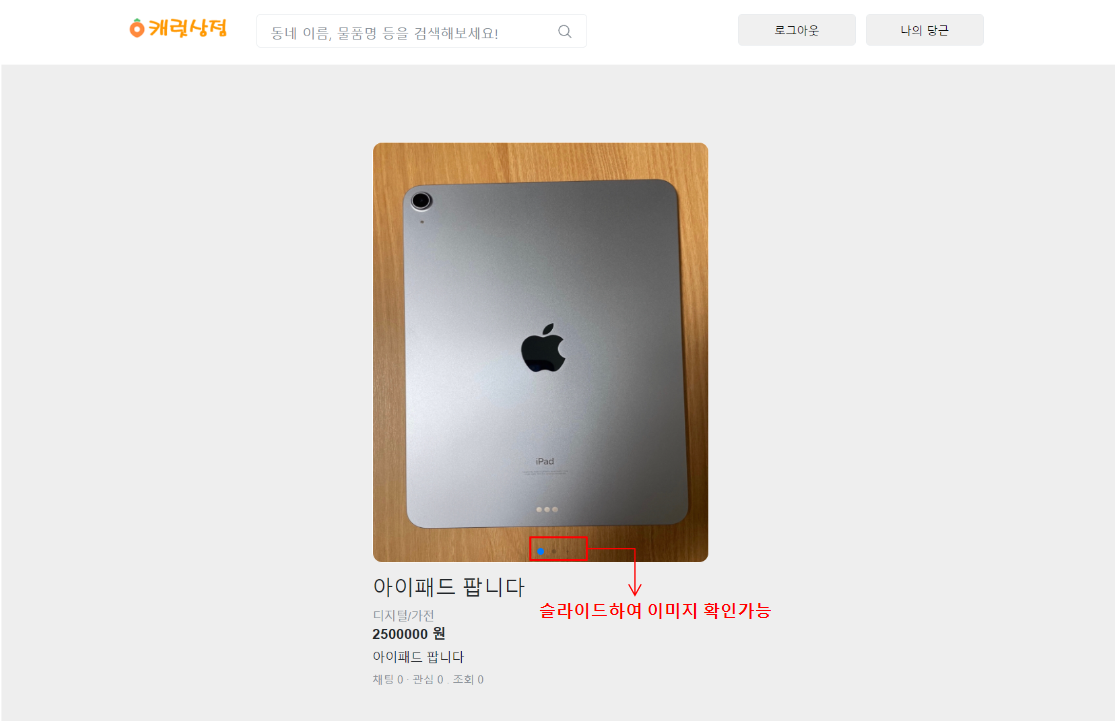 캐럿상점
동네 이름, 물품명 등을 검색해보세요!
로그아웃
나의 당근
iPad
아이패드 팝니다
슬라이드하여 이미지 확인가능
디지털/가전
2500000 원
아이패드 팝니다
채팅 0 · 관심 0 조회 0